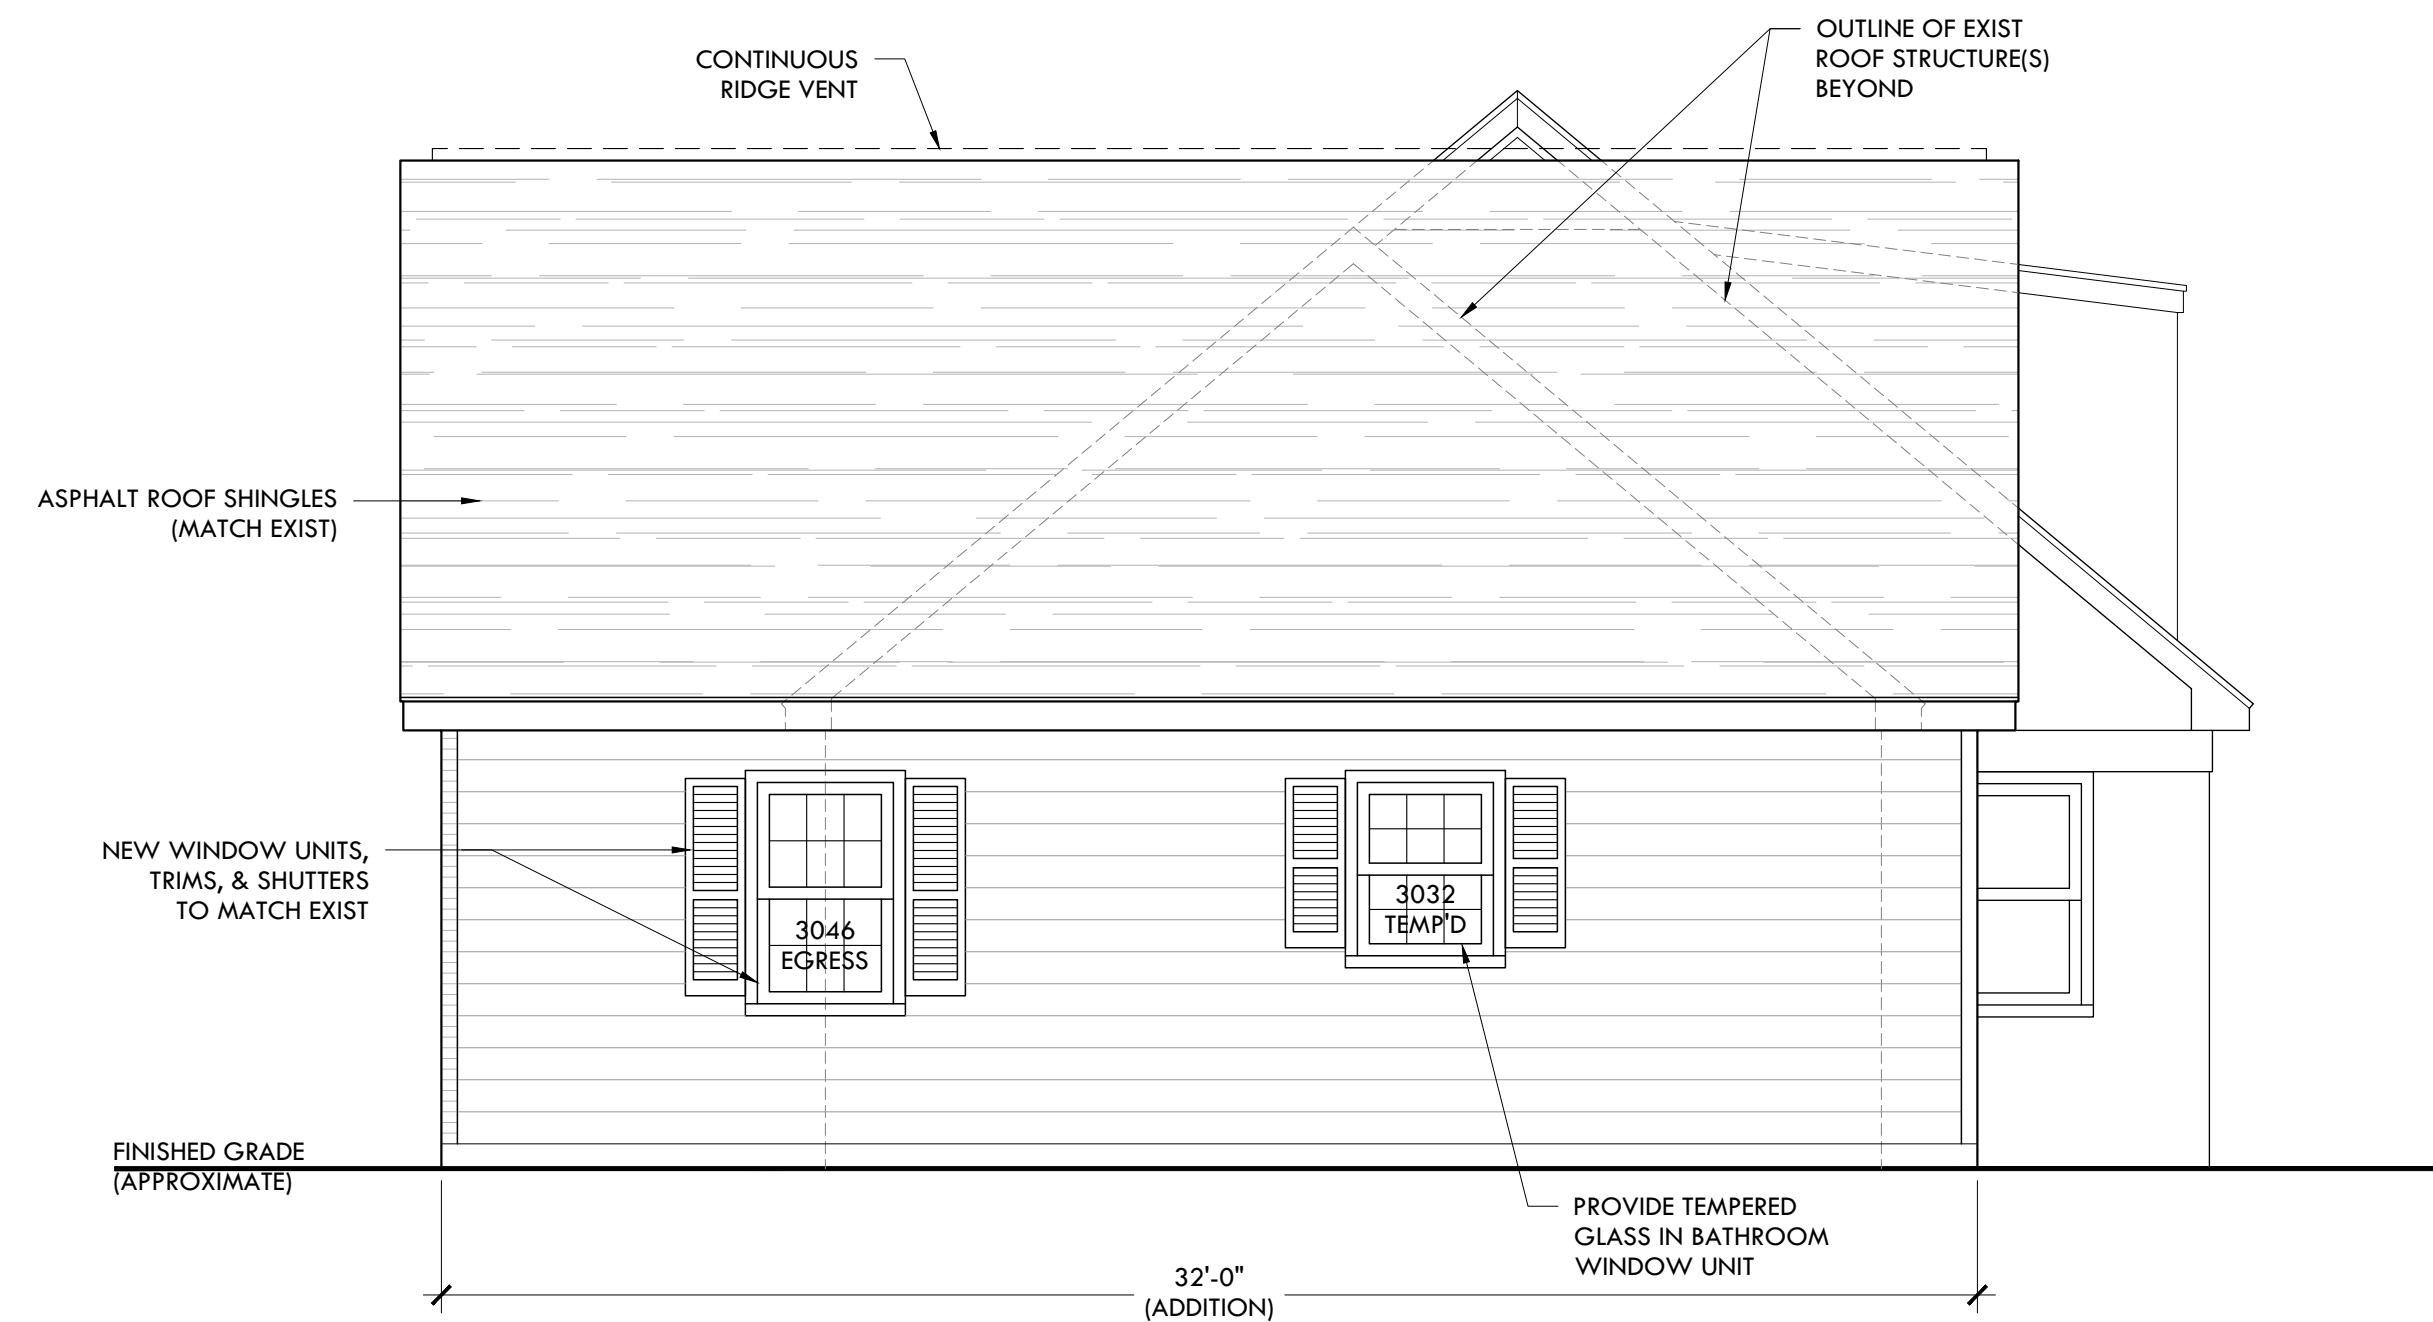 CONTINUOUS
RIDGE VENT
OUTLINE OF EXIST
ROOF STRUCTURE(S)
BEYOND
ASPHALT ROOF SHINGLES
(MATCH EXIST)
NEW WINDOW UNITS,
TRIMS, & SHUTTERS
TO MATCH EXIST
3046
EGRESS
3032
TEMP'D
FINISHED GRADE
(APPROXIMATE)
PROVIDE TEMPERED
GLASS IN BATHROOM
WINDOW UNIT
32'-0"
(ADDITION)